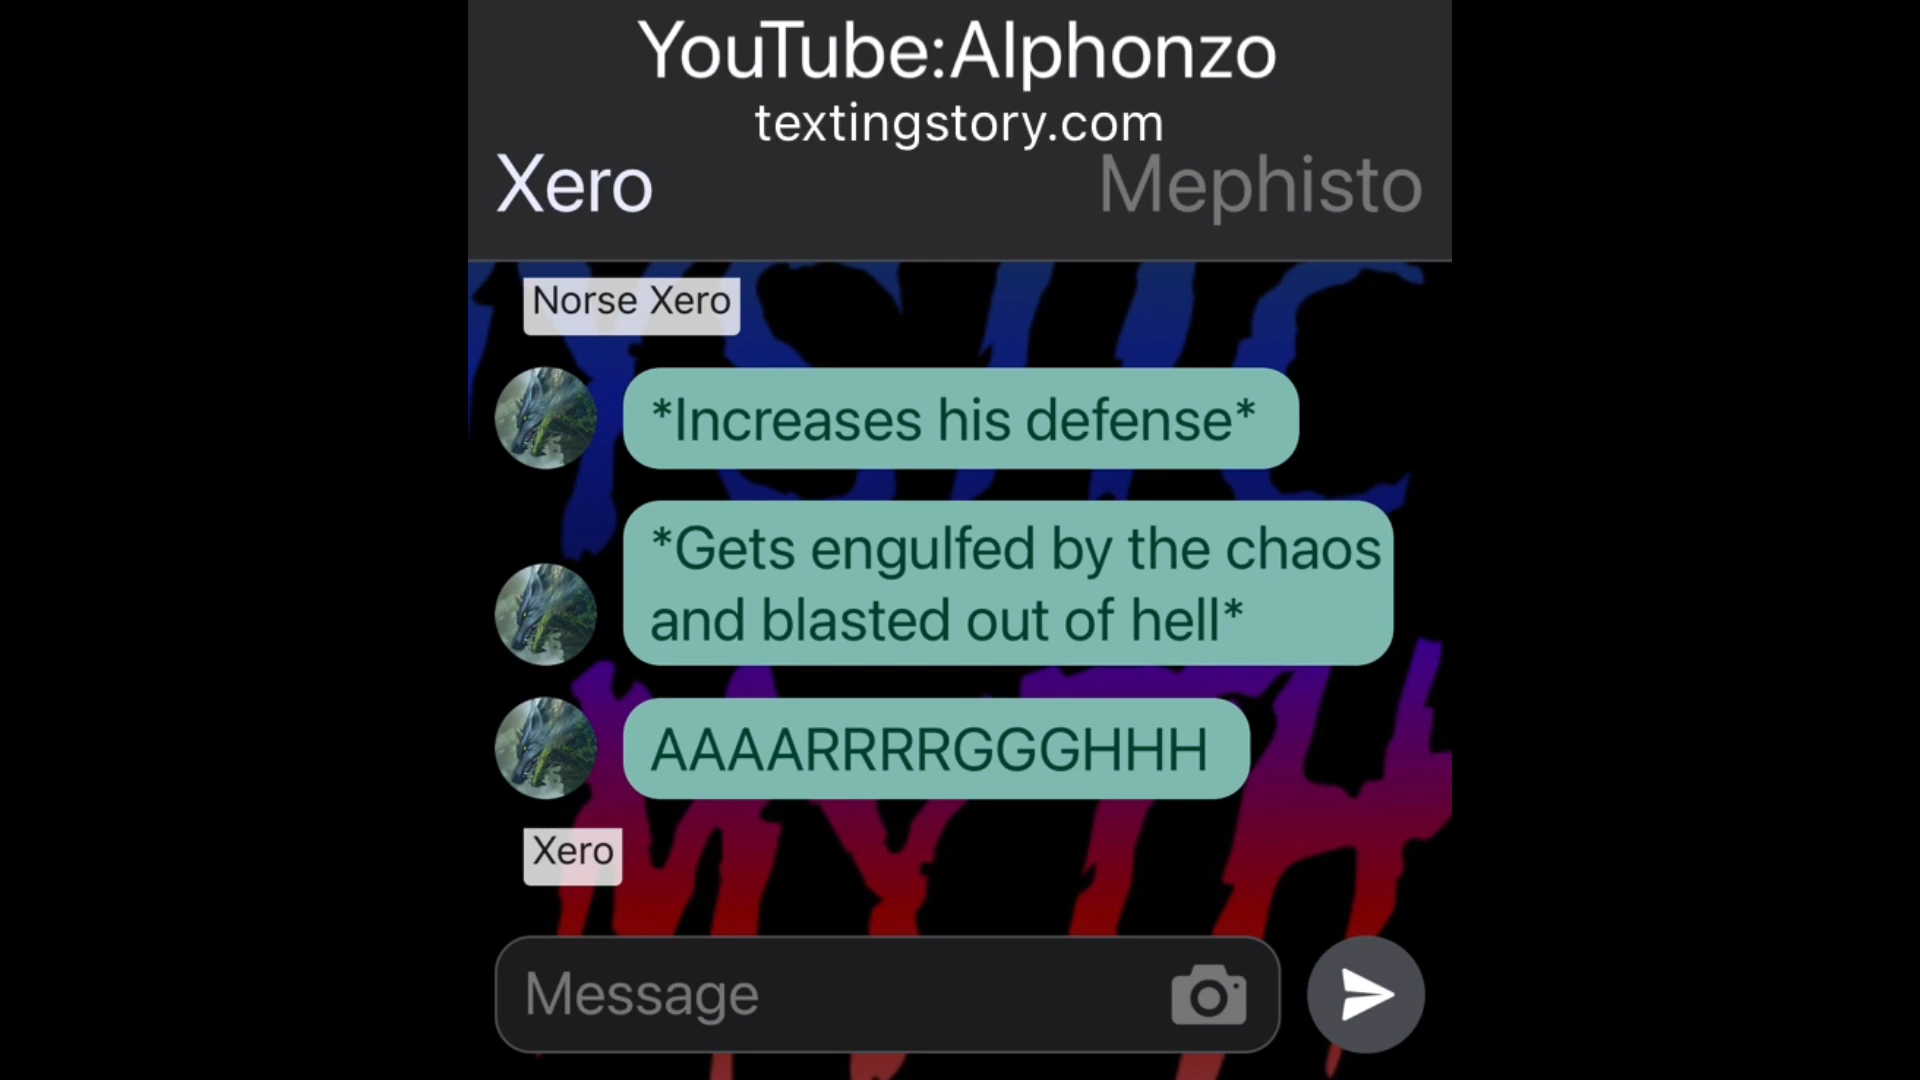 YouTube:Alphonzo
textingstory.com
Xero
Mephisto
Norse Xero
*Increases his defense*
*Gets engulfed by the chaos
and blasted out of hell*
AAAARRRRGGGHHH
Xero
Message
MYTH